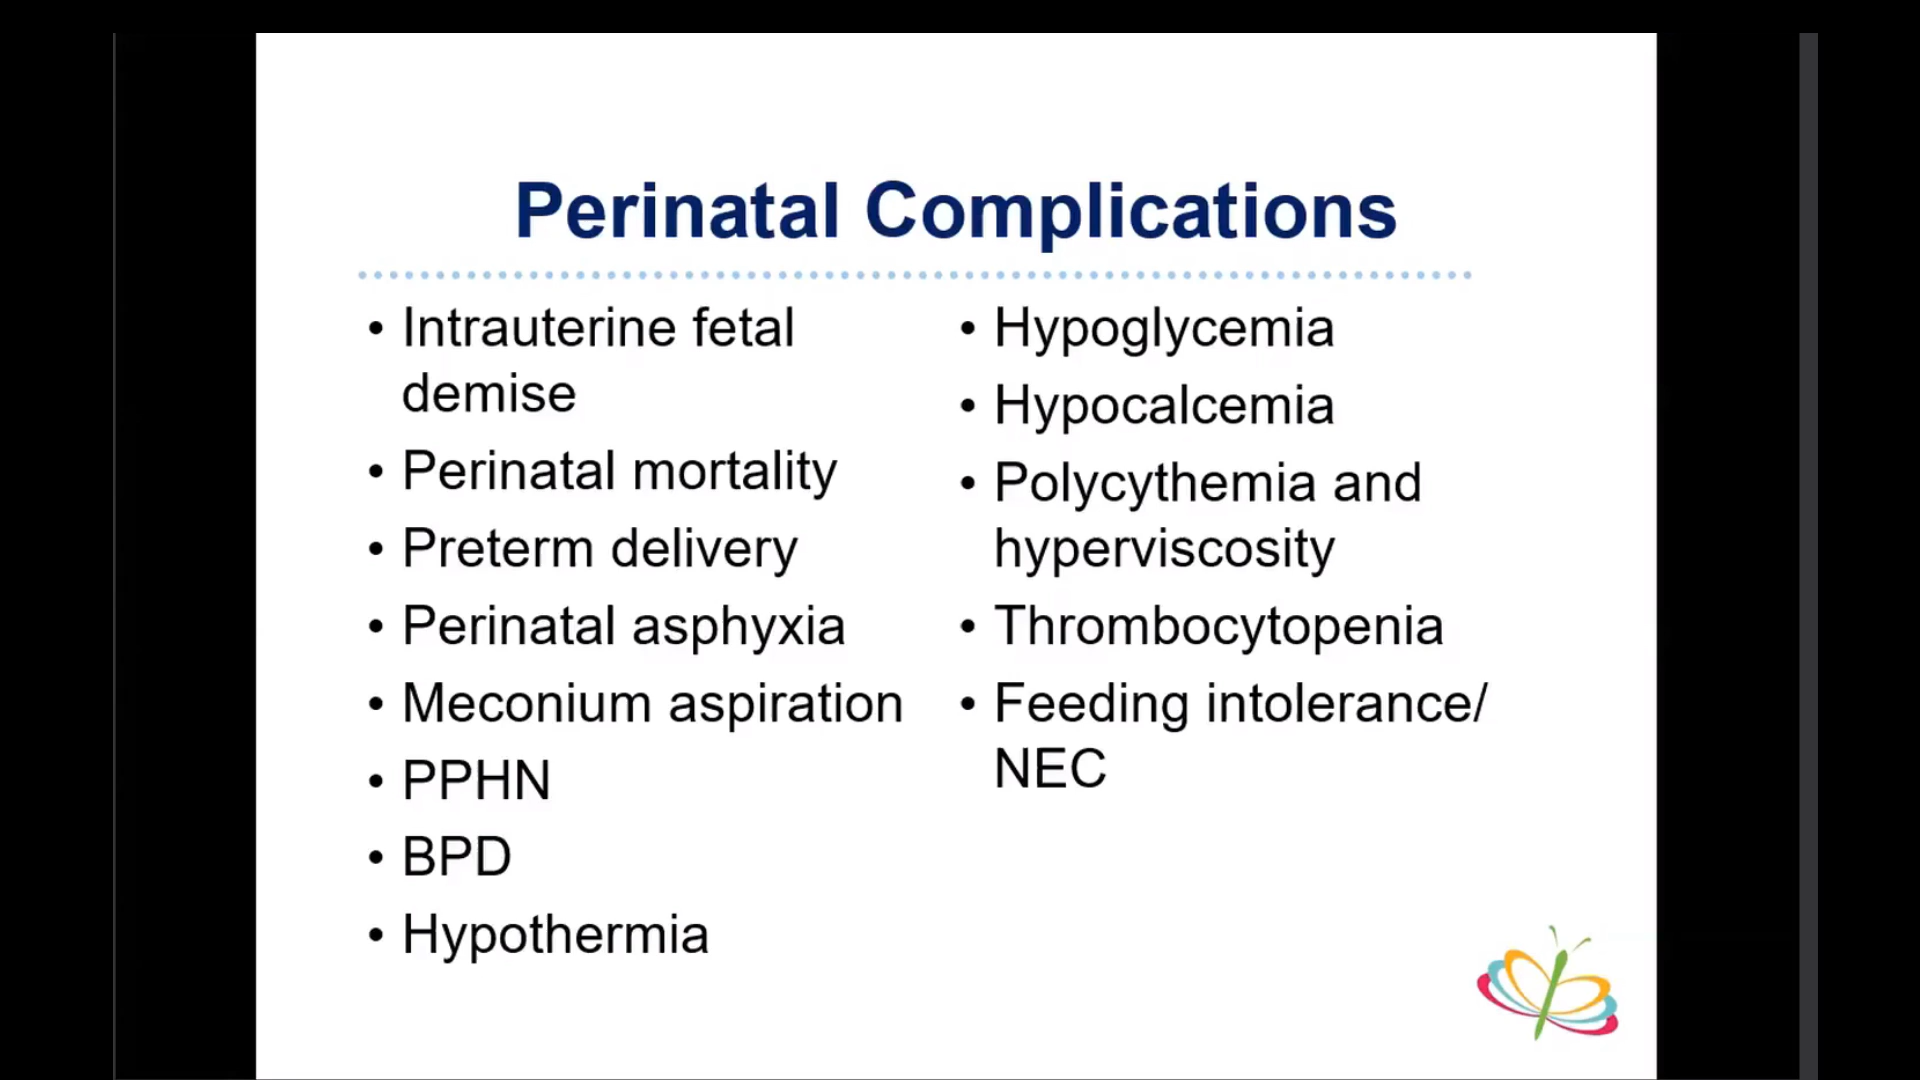 Perinatal Complications
• Intrauterine fetal
demise
• Perinatal mortality
• Preterm delivery
• Perinatal asphyxia
• Meconium aspiration
• PPHN
• BPD
• Hypothermia
• Hypoglycemia
• Hypocalcemia
• Polycythemia and
hyperviscosity
• Thrombocytopenia
• Feeding intolerance/
NEC